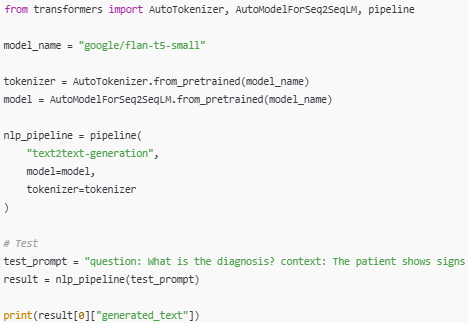 from transformers import AutoTokenizer, AutoModelForSeq2SeqLM, pipeline
model_name = "google/flan-t5-small"
tokenizer = AutoTokenizer.from_pretrained(model_name)
model = AutoModelForSeq2SeqLM.from_pretrained(model_name)
nlp_pipeline = pipeline(
    "text2text-generation",
    model=model,
    tokenizer=tokenizer
)
# Test
test_prompt = "question: What is the diagnosis? context: The patient shows signs
result = nlp_pipeline(test_prompt)
print(result[0]["generated_text"])